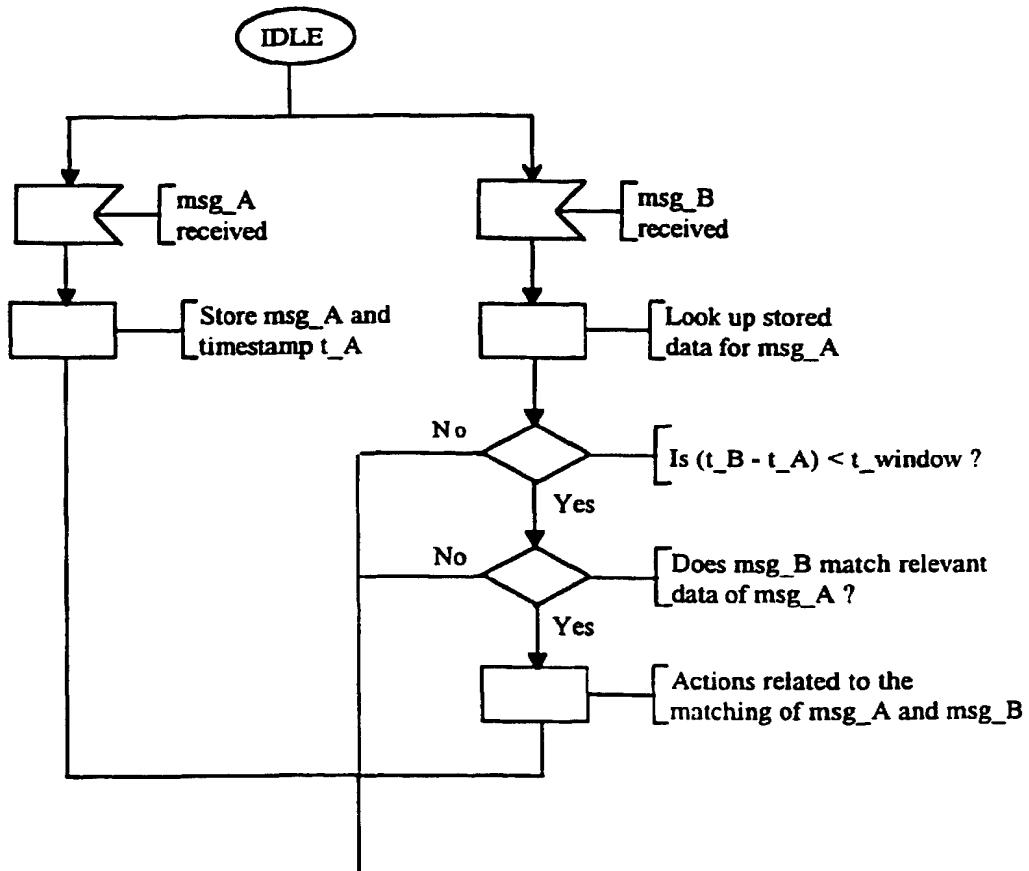 IDLE
msg_A
received
msg_B
received
Store msg_A and
timestamp t_A
Look up stored
data for msg_A
No
Is (t_B - t_A) < t_window ?
Yes
No
Does msg_B match relevant
data of msg_A ?
Yes
Actions related to the
matching of msg_A and msg_B